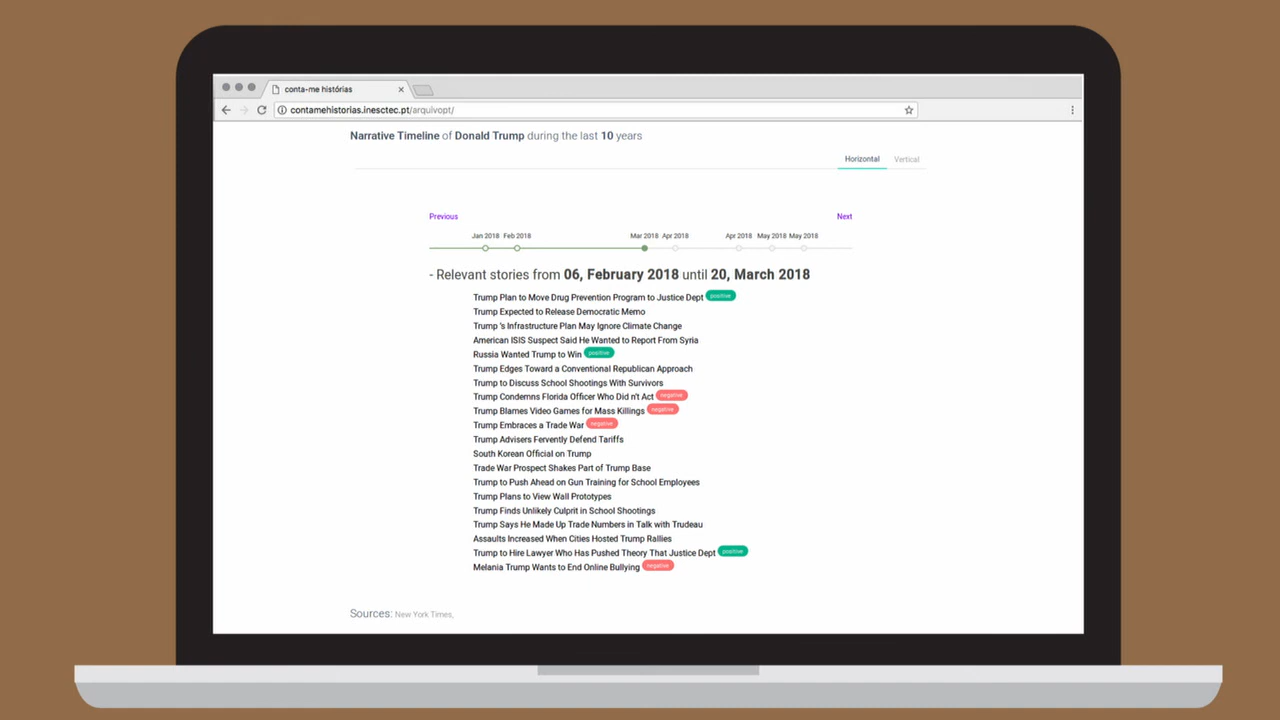 conta-me histórias
contamehistorias.inesctec.pt/arquivopt/
Narrative Timeline of Donald Trump during the last 10 years
Horizontal Vertical
Previous Next
Jan 2018 Feb 2018 Mar 2018 Apr 2018 Apr 2018 May 2018 May 2018
- Relevant stories from 06, February 2018 until 20, March 2018
Trump Plan to Move Drug Prevention Program to Justice Dept positive
Trump Expected to Release Democratic Memo
Trump 's Infrastructure Plan May Ignore Climate Change
American ISIS Suspect Said He Wanted to Report From Syria
Russia Wanted Trump to Win positive
Trump Edges Toward a Conventional Republican Approach
Trump to Discuss School Shootings With Survivors
Trump Condemns Florida Officer Who Did n't Act negative
Trump Blames Video Games for Mass Killings negative
Trump Embraces a Trade War negative
Trump Advisers Fervently Defend Tariffs
South Korean Official on Trump
Trade War Prospect Shakes Part of Trump Base
Trump to Push Ahead on Gun Training for School Employees
Trump Plans to View Wall Prototypes
Trump Finds Unlikely Culprit in School Shootings
Trump Says He Made Up Trade Numbers in Talk with Trudeau
Assaults Increased When Cities Hosted Trump Rallies
Trump to Hire Lawyer Who Has Pushed Theory That Justice Dept positive
Melania Trump Wants to End Online Bullying negative
Sources: New York Times,